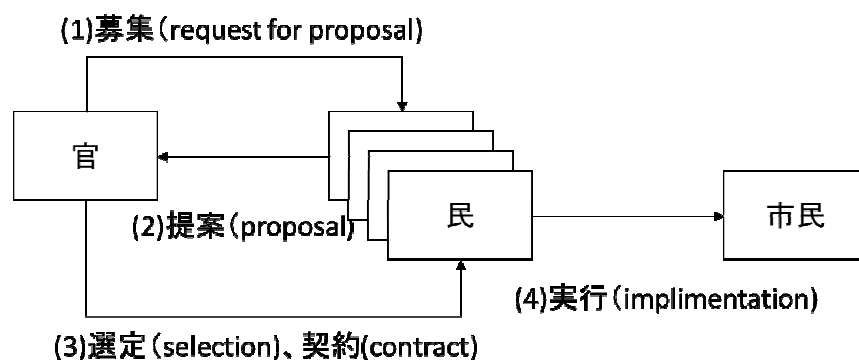 (1)募集(request for proposal)
官
(2)提案(proposal)
民
市民
(4)実行(implimentation)
(3)選定(selection)、契約(contract)